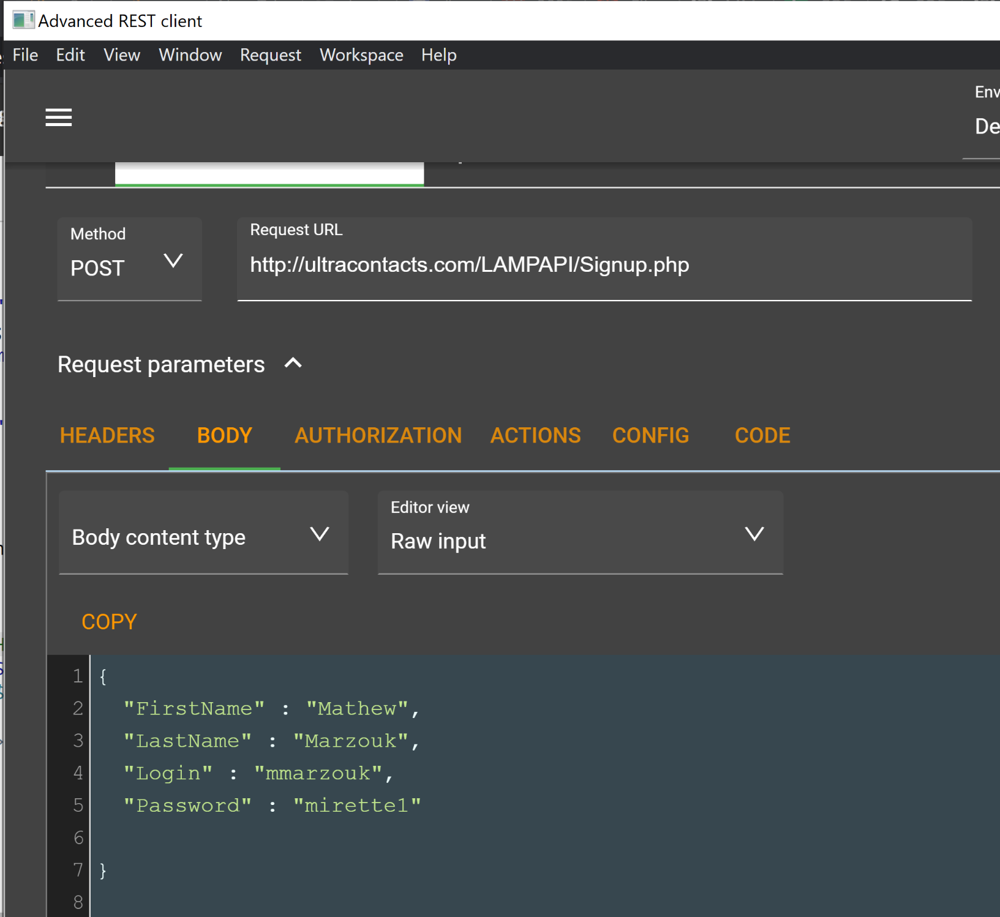 Advanced REST client
File Edit View Window Request Workspace Help
Env
De
Method
POST
Request URL
http://ultracontacts.com/LAMPAPI/Signup.php
Request parameters
HEADERS BODY AUTHORIZATION ACTIONS CONFIG CODE
Body content type
Editor view
Raw input
COPY
1 {
2 "FirstName" : "Mathew",
3 "LastName" : "Marzouk",
4 "Login" : "mmarzouk",
5 "Password" : "mirette1"
6
7 }
8